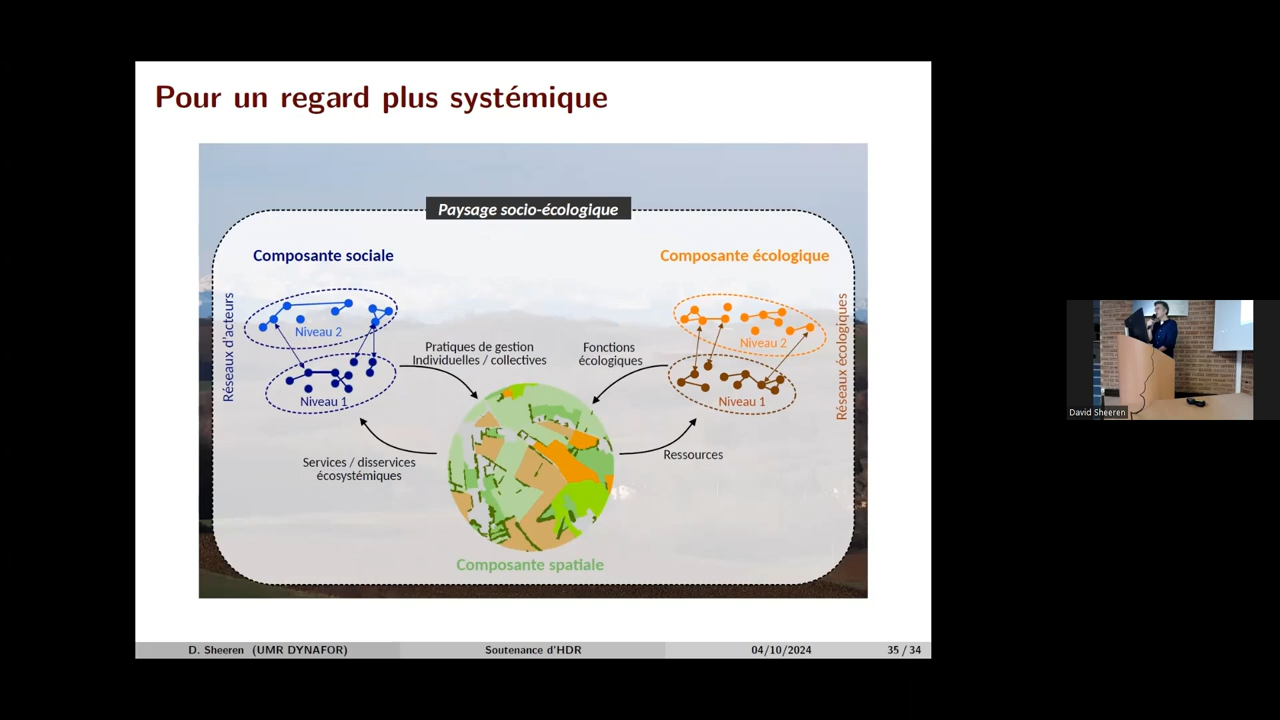 Pour un regard plus systémique
Paysage socio-écologique
Composante sociale
Composante écologique
Réseaux d'acteurs
Niveau 2
Niveau 1
Pratiques de gestion
Individuelles / collectives
Fonctions
écologiques
Niveau 2
Niveau 1
Réseaux écologiques
Services / disservices
écosystémiques
Ressources
Composante spatiale
D. Sheeren (UMR DYNAFOR)
Soutenance d'HDR
04/10/2024
35 / 34
David Sheeren